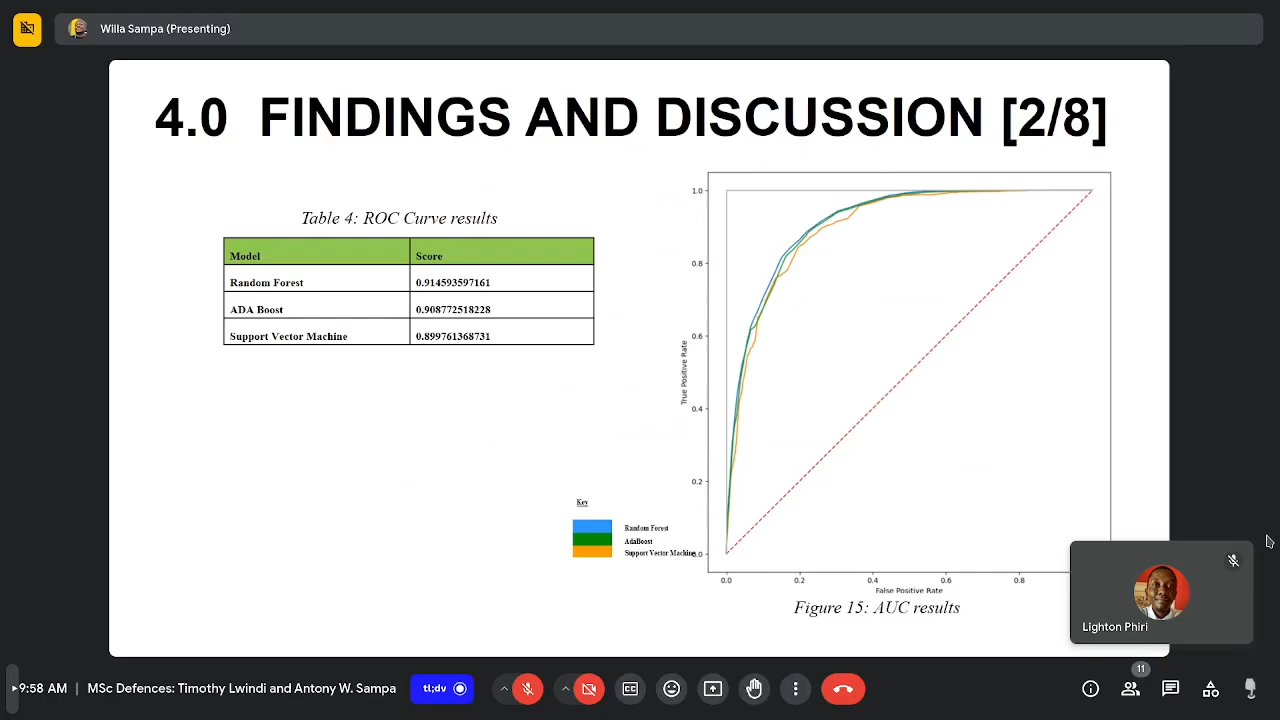 Willa Sampa (Presenting)
4.0 FINDINGS AND DISCUSSION [2/8]
Table 4: ROC Curve results
Model Score
Random Forest 0.914593597161
ADA Boost 0.908772518228
Support Vector Machine 0.899761368731
Key
Random Forest
AdaBoost
Support Vector Machine
1.0
0.8
0.6
0.4
0.2
0.0
True Positive Rate
0.0 0.2 0.4 0.6 0.8
False Positive Rate
Figure 15: AUC results
Lighton Phiri
9:58 AM | MSc Defences: Timothy Lwindi and Antony W. Sampa
tl;dv
CC
11